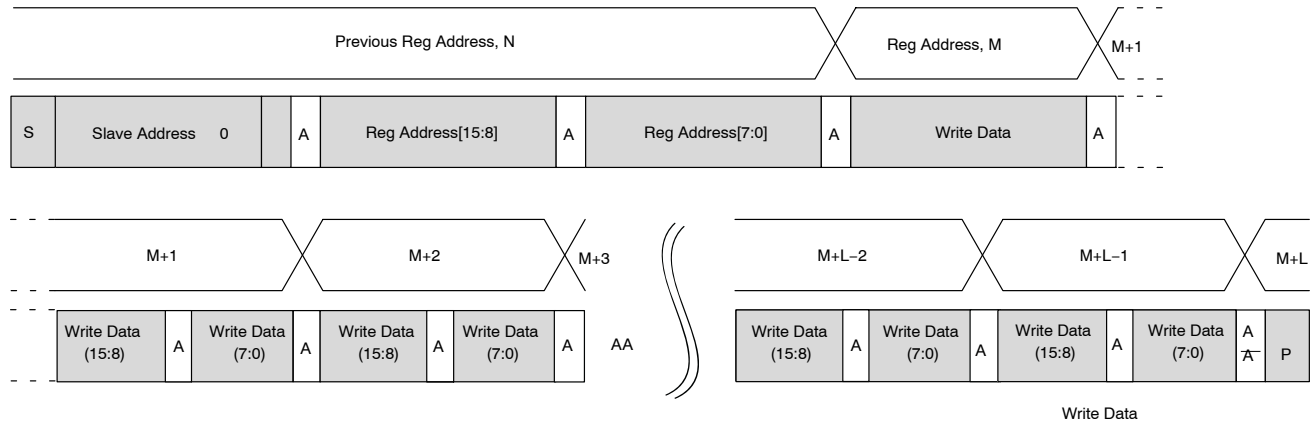 Previous Reg Address, N Reg Address, M M+1
S Slave Address 0 A Reg Address[15:8] A Reg Address[7:0] A Write Data A
M+1 M+2 M+3 M+L−2 M+L−1 M+L
Write Data (15:8) A Write Data (7:0) A Write Data (15:8) A Write Data (7:0) A AA Write Data (15:8) A Write Data (7:0) A Write Data (15:8) A Write Data (7:0) A A̅ P
Write Data